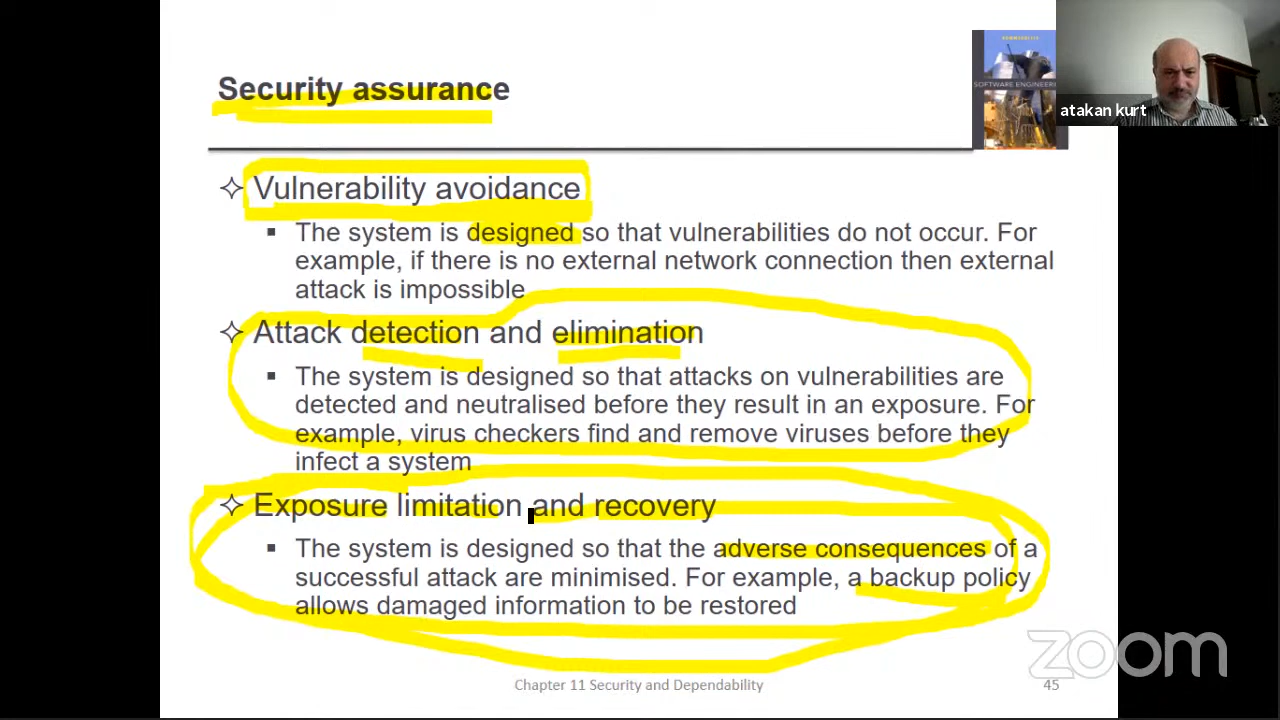 Security assurance
SOMMERVILLE
SOFTWARE ENGINEERING
atakan kurt
Vulnerability avoidance
The system is designed so that vulnerabilities do not occur. For
example, if there is no external network connection then external
attack is impossible
Attack detection and elimination
The system is designed so that attacks on vulnerabilities are
detected and neutralised before they result in an exposure. For
example, virus checkers find and remove viruses before they
infect a system
Exposure limitation and recovery
The system is designed so that the adverse consequences of a
successful attack are minimised. For example, a backup policy
allows damaged information to be restored
zoom
Chapter 11 Security and Dependability
45